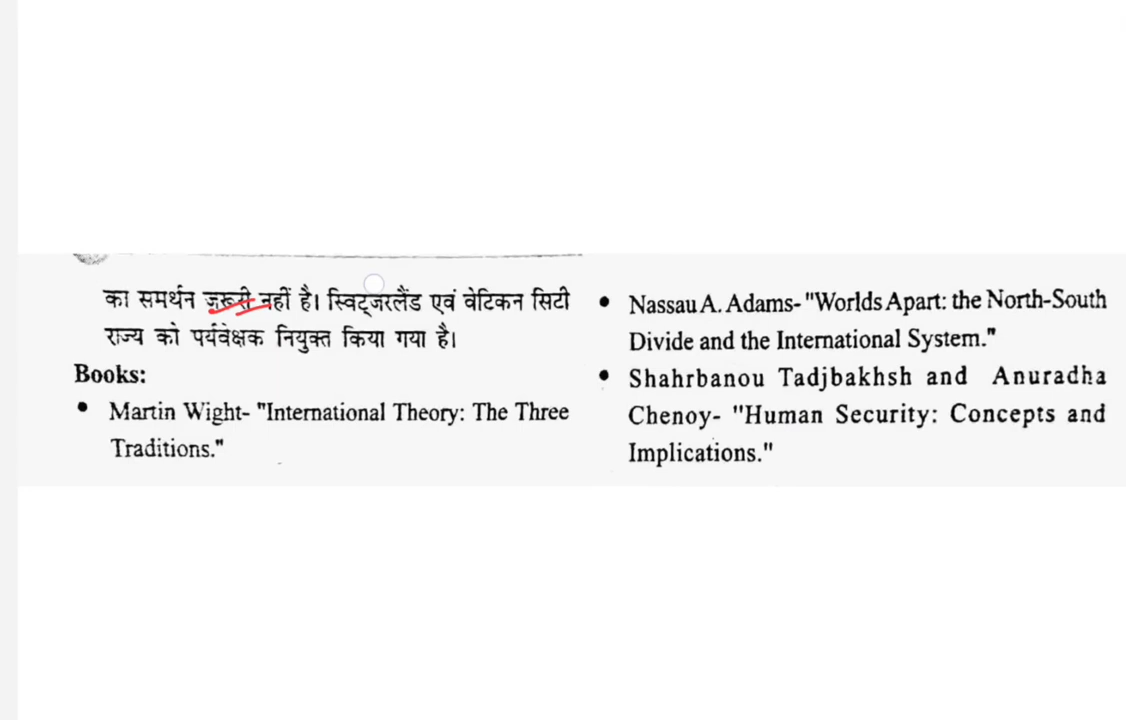 का समर्थन जरूरी नहीं है। स्विट्जरलैंड एवं वेटिकन सिटी
राज्य को पर्यवेक्षक नियुक्त किया गया है।
Books:
• Martin Wight- "International Theory: The Three
Traditions."
• Nassau A. Adams- "Worlds Apart: the North-South
Divide and the International System."
• Shahrbanou Tadjbakhsh and Anuradha
Chenoy- "Human Security: Concepts and
Implications."